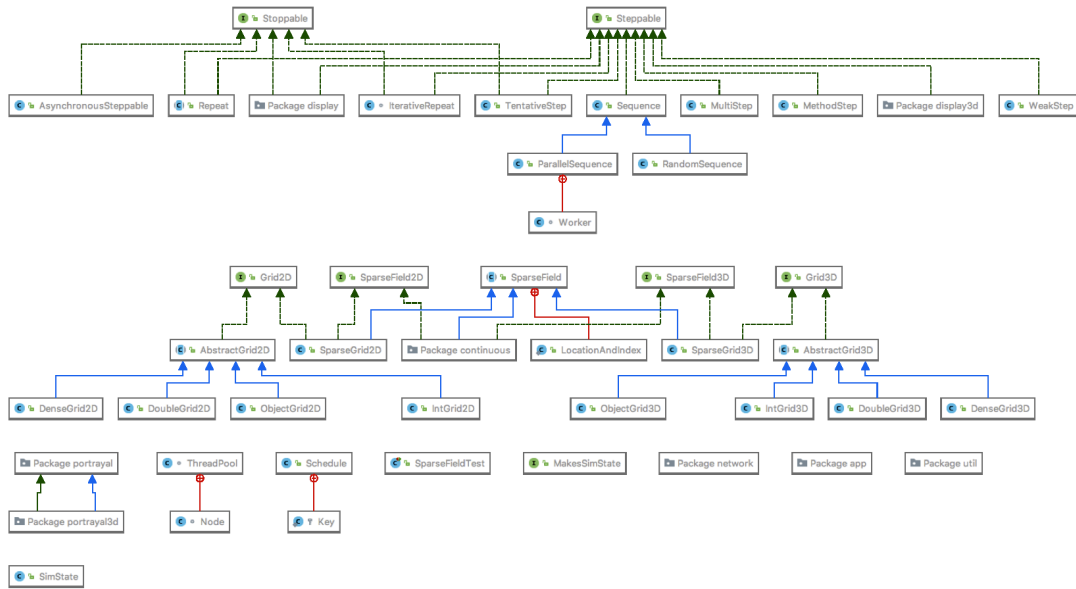 Stoppable
Steppable
AsynchronousSteppable
Repeat
Package display
IterativeRepeat
TentativeStep
Sequence
MultiStep
MethodStep
Package display3d
WeakStep
ParallelSequence
RandomSequence
Worker
Grid2D
SparseField2D
SparseField
SparseField3D
Grid3D
AbstractGrid2D
SparseGrid2D
Package continuous
LocationAndIndex
SparseGrid3D
AbstractGrid3D
DenseGrid2D
DoubleGrid2D
ObjectGrid2D
IntGrid2D
ObjectGrid3D
IntGrid3D
DoubleGrid3D
DenseGrid3D
Package portrayal
ThreadPool
Schedule
SparseFieldTest
MakesSimState
Package network
Package app
Package util
Package portrayal3d
Node
Key
SimState